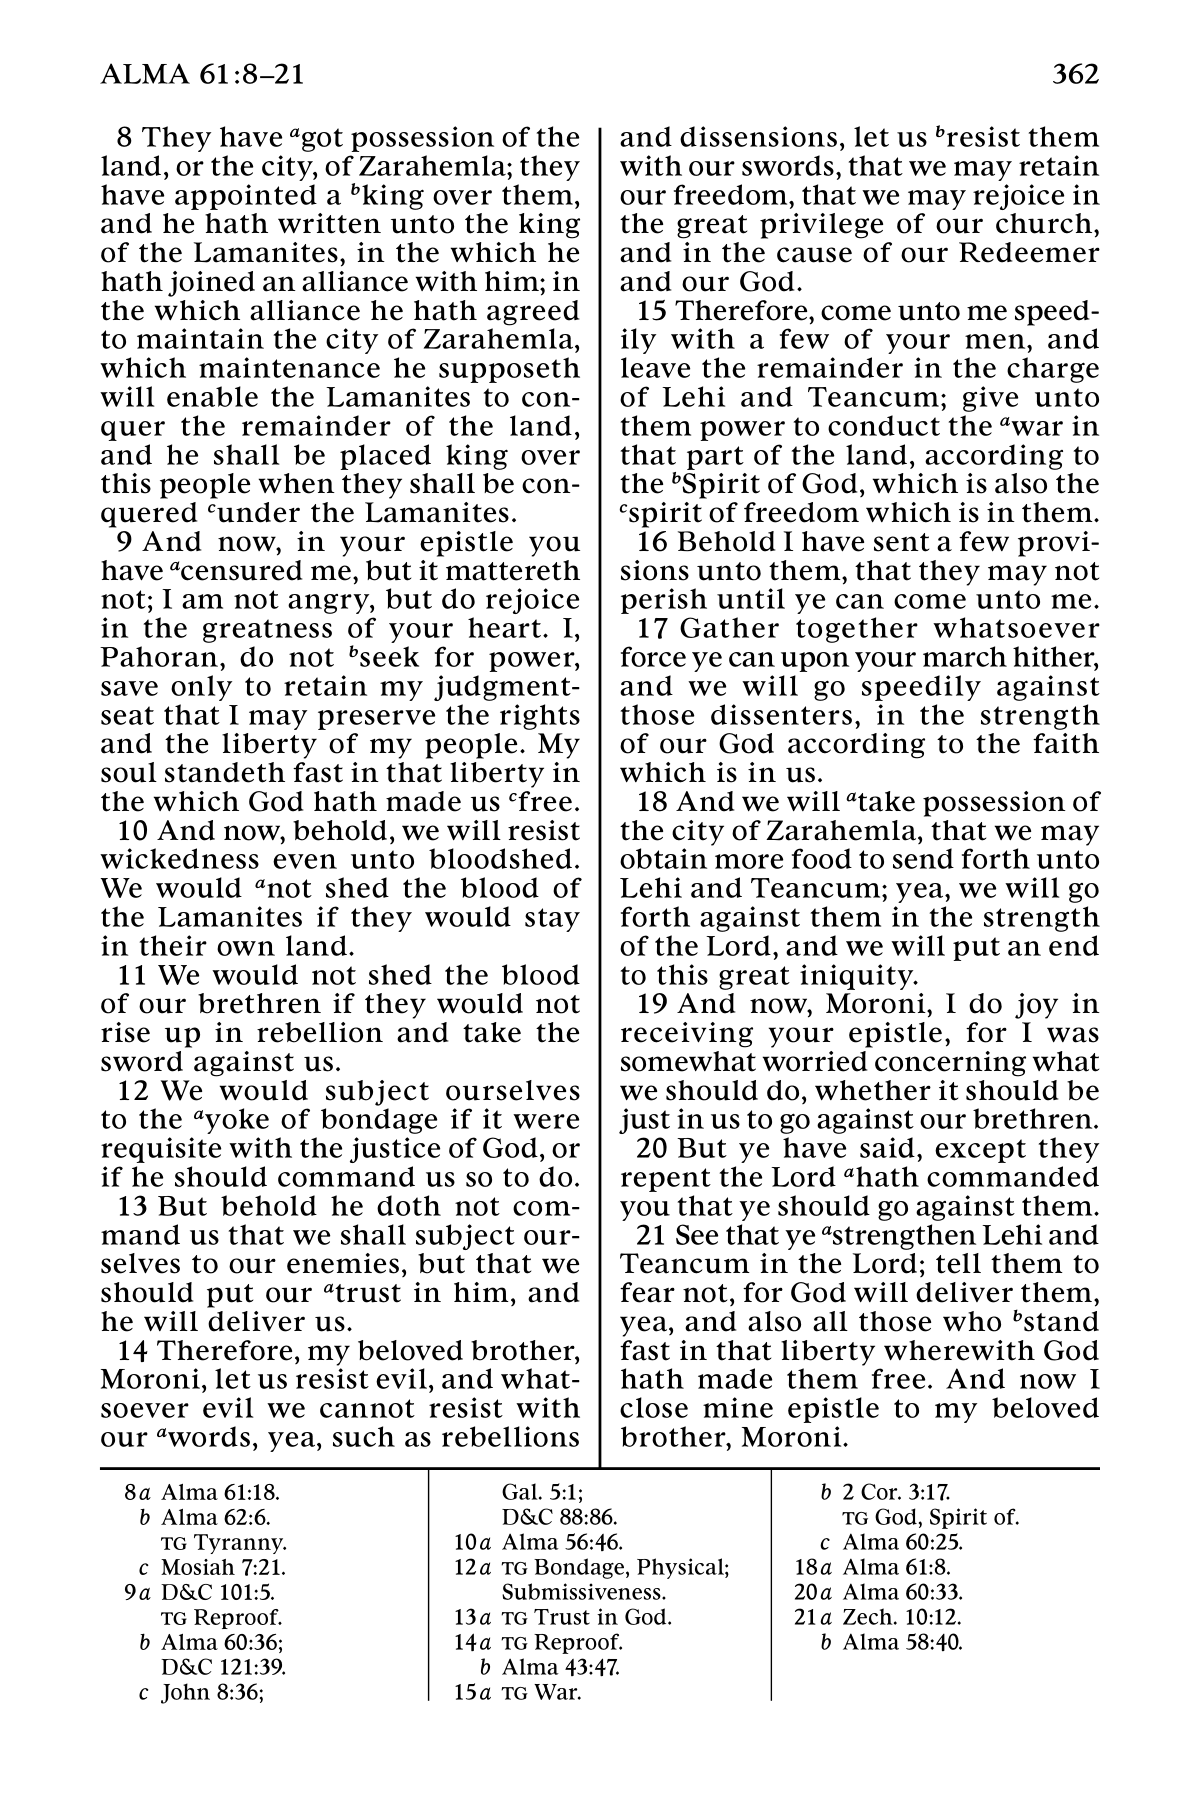 ALMA 61:8–21
362
8 They have ᵃgot possession of the
land, or the city, of Zarahemla; they
have appointed a ᵇking over them,
and he hath written unto the king
of the Lamanites, in the which he
hath joined an alliance with him; in
the which alliance he hath agreed
to maintain the city of Zarahemla,
which maintenance he supposeth
will enable the Lamanites to con-
quer the remainder of the land,
and he shall be placed king over
this people when they shall be con-
quered ᶜunder the Lamanites.
9 And now, in your epistle you
have ᵃcensured me, but it mattereth
not; I am not angry, but do rejoice
in the greatness of your heart. I,
Pahoran, do not ᵇseek for power,
save only to retain my judgment-
seat that I may preserve the rights
and the liberty of my people. My
soul standeth fast in that liberty in
the which God hath made us ᶜfree.
10 And now, behold, we will resist
wickedness even unto bloodshed.
We would ᵃnot shed the blood of
the Lamanites if they would stay
in their own land.
11 We would not shed the blood
of our brethren if they would not
rise up in rebellion and take the
sword against us.
12 We would subject ourselves
to the ᵃyoke of bondage if it were
requisite with the justice of God, or
if he should command us so to do.
13 But behold he doth not com-
mand us that we shall subject our-
selves to our enemies, but that we
should put our ᵃtrust in him, and
he will deliver us.
14 Therefore, my beloved brother,
Moroni, let us resist evil, and what-
soever evil we cannot resist with
our ᵃwords, yea, such as rebellions
and dissensions, let us ᵇresist them
with our swords, that we may retain
our freedom, that we may rejoice in
the great privilege of our church,
and in the cause of our Redeemer
and our God.
15 Therefore, come unto me speed-
ily with a few of your men, and
leave the remainder in the charge
of Lehi and Teancum; give unto
them power to conduct the ᵃwar in
that part of the land, according to
the ᵇSpirit of God, which is also the
ᶜspirit of freedom which is in them.
16 Behold I have sent a few provi-
sions unto them, that they may not
perish until ye can come unto me.
17 Gather together whatsoever
force ye can upon your march hither,
and we will go speedily against
those dissenters, in the strength
of our God according to the faith
which is in us.
18 And we will ᵃtake possession of
the city of Zarahemla, that we may
obtain more food to send forth unto
Lehi and Teancum; yea, we will go
forth against them in the strength
of the Lord, and we will put an end
to this great iniquity.
19 And now, Moroni, I do joy in
receiving your epistle, for I was
somewhat worried concerning what
we should do, whether it should be
just in us to go against our brethren.
20 But ye have said, except they
repent the Lord ᵃhath commanded
you that ye should go against them.
21 See that ye ᵃstrengthen Lehi and
Teancum in the Lord; tell them to
fear not, for God will deliver them,
yea, and also all those who ᵇstand
fast in that liberty wherewith God
hath made them free. And now I
close mine epistle to my beloved
brother, Moroni.
8a Alma 61:18.
b Alma 62:6.
TG Tyranny.
c Mosiah 7:21.
9a D&C 101:5.
TG Reproof.
b Alma 60:36;
D&C 121:39.
c John 8:36;
Gal. 5:1;
D&C 88:86.
10a Alma 56:46.
12a TG Bondage, Physical;
Submissiveness.
13a TG Trust in God.
14a TG Reproof.
b Alma 43:47.
15a TG War.
b 2 Cor. 3:17.
TG God, Spirit of.
c Alma 60:25.
18a Alma 61:8.
20a Alma 60:33.
21a Zech. 10:12.
b Alma 58:40.